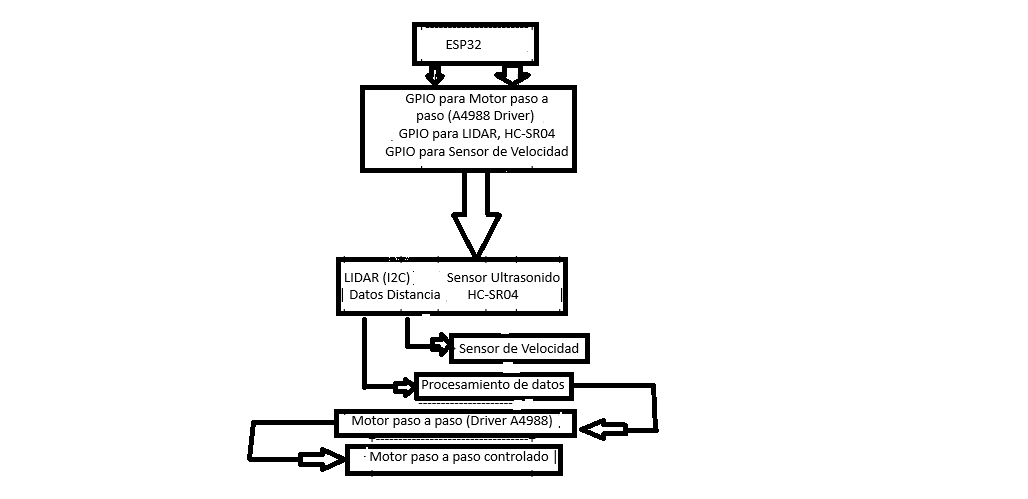 ESP32
GPIO para Motor paso a
paso (A4988 Driver)
GPIO para LIDAR, HC-SR04
GPIO para Sensor de Velocidad
LIDAR (I2C) Sensor Ultrasonido
Datos Distancia HC-SR04
Sensor de Velocidad
Procesamiento de datos
Motor paso a paso (Driver A4988)
Motor paso a paso controlado